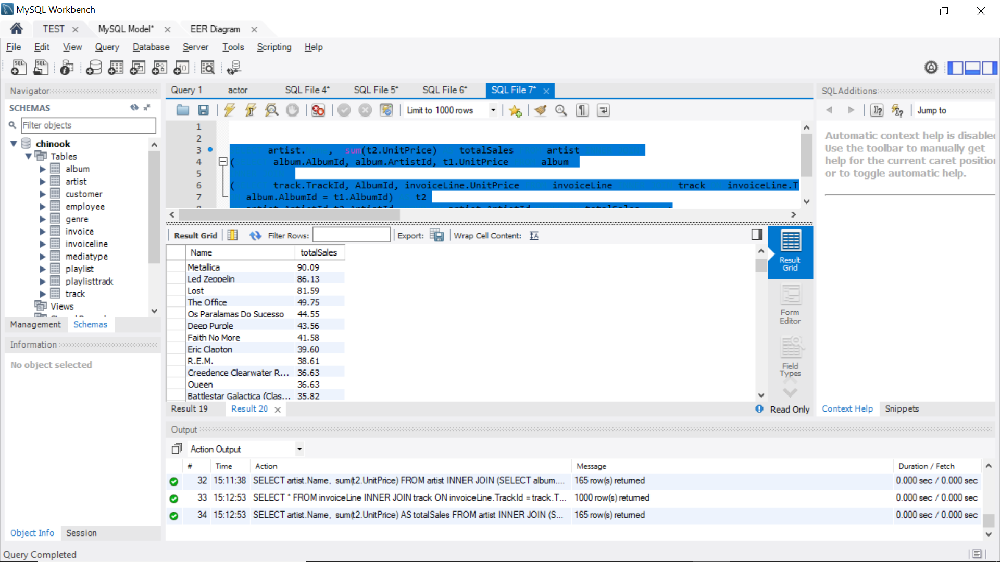 MySQL Workbench
TEST
MySQL Model*
EER Diagram
File Edit View Query Database Server Tools Scripting Help
Navigator
SCHEMAS
Filter objects
chinook
Tables
album
artist
customer
employee
genre
invoice
invoiceline
mediatype
playlist
playlisttrack
track
Views
Management Schemas
Information
No object selected
Object Info Session
Query 1 actor SQL File 4* SQL File 5* SQL File 6* SQL File 7*
Limit to 1000 rows
1
2
3 artist. , sum(t2.UnitPrice) totalSales artist
4 ( album.AlbumId, album.ArtistId, t1.UnitPrice album
5
6 ( track.TrackId, AlbumId, invoiceLine.UnitPrice invoiceLine track invoiceLine.T
7 album.AlbumId = t1.AlbumId) t2
Result Grid Filter Rows: Export: Wrap Cell Content:
Name totalSales
Metallica 90.09
Led Zeppelin 86.13
Lost 81.59
The Office 49.75
Os Paralamas Do Sucesso 44.55
Deep Purple 43.56
Faith No More 41.58
Eric Clapton 39.60
R.E.M. 38.61
Creedence Clearwater R... 36.63
Queen 36.63
Battlestar Galactica (Clas... 35.82
Result Grid
Form Editor
Field Types
Result 19 Result 20
Read Only
SQLAdditions
Jump to
Automatic context help is disabled
Use the toolbar to manually get
help for the current caret position
or to toggle automatic help.
Context Help Snippets
Output
Action Output
# Time Action Message Duration / Fetch
32 15:11:38 SELECT artist.Name, sum(t2.UnitPrice) FROM artist INNER JOIN (SELECT album.... 165 row(s) returned 0.000 sec / 0.000 sec
33 15:12:53 SELECT * FROM invoiceLine INNER JOIN track ON invoiceLine.TrackId = track.T... 1000 row(s) returned 0.000 sec / 0.000 sec
34 15:12:53 SELECT artist.Name, sum(t2.UnitPrice) AS totalSales FROM artist INNER JOIN (S... 165 row(s) returned 0.000 sec / 0.000 sec
Query Completed